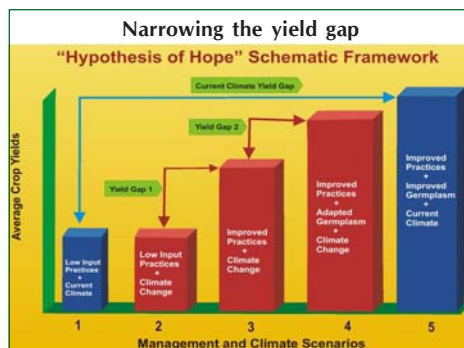 Narrowing the yield gap
“Hypothesis of Hope” Schematic Framework
Current Climate Yield Gap
Yield Gap 2
Yield Gap 1
Average Crop Yields
Low Input
Practices
+
Current
Climate
Low Input
Practices
+
Climate
Change
Improved
Practices
+
Climate
Change
Improved
Practices
+
Adapted
Germplasm
+
Climate
Change
Improved
Practices
+
Improved
Germplasm
+
Current
Climate
1 2 3 4 5
Management and Climate Scenarios